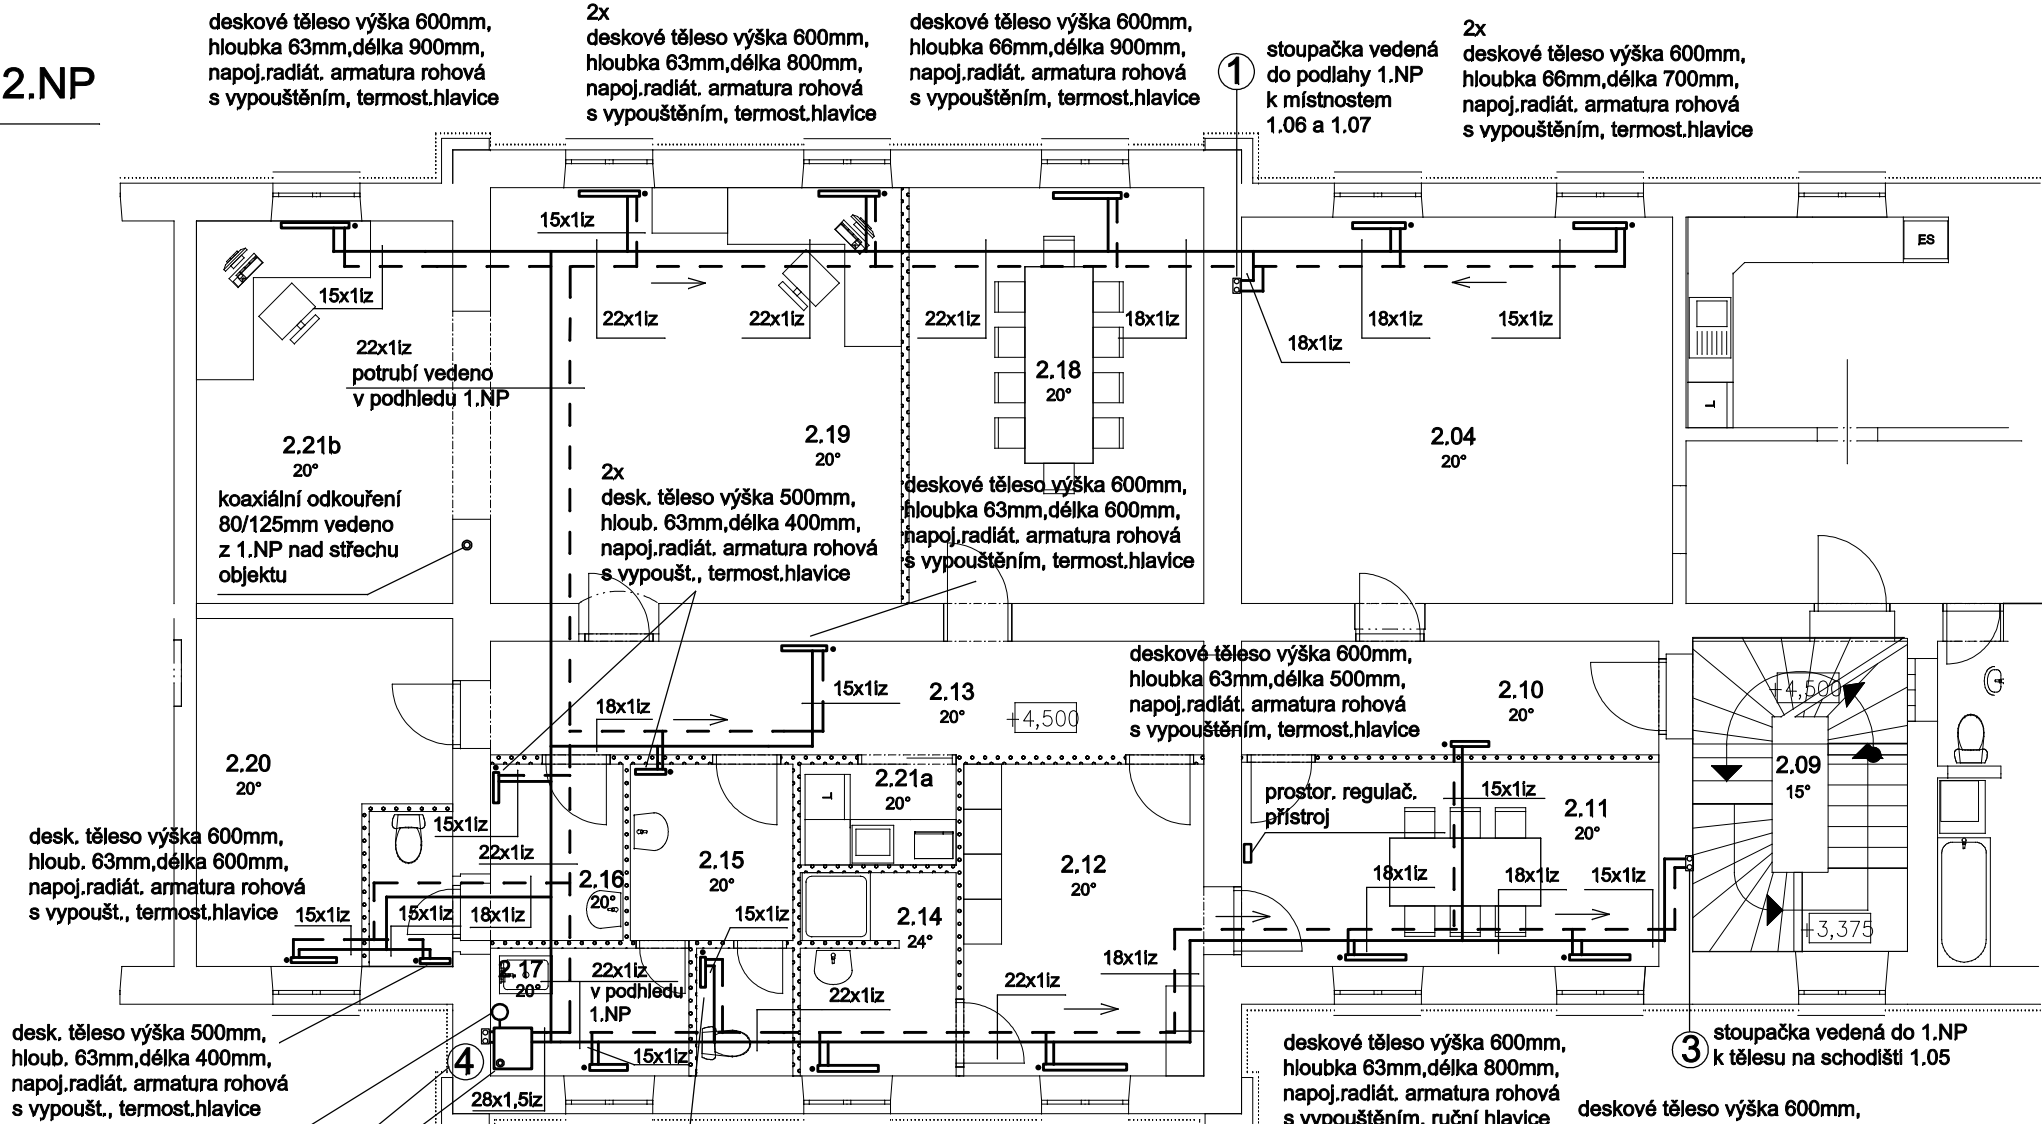 2.NP
deskové těleso výška 600mm,
hloubka 63mm,délka 900mm,
napoj.radiát. armatura rohová
s vypouštěním, termost.hlavice
2x
deskové těleso výška 600mm,
hloubka 63mm,délka 800mm,
napoj.radiát. armatura rohová
s vypouštěním, termost.hlavice
deskové těleso výška 600mm,
hloubka 66mm,délka 900mm,
napoj.radiát. armatura rohová
s vypouštěním, termost.hlavice
1
stoupačka vedená
do podlahy 1.NP
k místnostem
1.06 a 1.07
2x
deskové těleso výška 600mm,
hloubka 66mm,délka 700mm,
napoj.radiát. armatura rohová
s vypouštěním, termost.hlavice
15x1iz
ES
15x1iz
22x1iz
22x1iz
22x1iz
18x1iz
18x1iz
18x1iz
15x1iz
22x1iz
potrubí vedeno
v podhledu 1.NP
2.18
20°
L
2.21b
20°
2.19
20°
2.04
20°
koaxiální odkouření
80/125mm vedeno
z 1.NP nad střechu
objektu
2x
desk. těleso výška 500mm,
hloub. 63mm,délka 400mm,
napoj.radiát. armatura rohová
s vypoušt., termost.hlavice
deskové těleso výška 600mm,
hloubka 63mm,délka 600mm,
napoj.radiát. armatura rohová
s vypouštěním, termost.hlavice
deskové těleso výška 600mm,
hloubka 63mm,délka 500mm,
napoj.radiát. armatura rohová
s vypouštěním, termost.hlavice
18x1iz
15x1iz
2.13
20°
+4,500
2.10
20°
+4,500
2.20
20°
2.21a
20°
L
prostor. regulač.
přístroj
15x1iz
2.11
20°
2.09
15°
desk. těleso výška 600mm,
hloub. 63mm,délka 600mm,
napoj.radiát. armatura rohová
s vypoušt., termost.hlavice
15x1iz
22x1iz
2.16
20°
2.15
20°
2.12
20°
18x1iz
18x1iz
15x1iz
15x1iz
15x1iz
18x1iz
15x1iz
2.14
24°
+3,375
2.17
20°
22x1iz
v podhledu
1.NP
22x1iz
22x1iz
18x1iz
desk. těleso výška 500mm,
hloub. 63mm,délka 400mm,
napoj.radiát. armatura rohová
s vypoušt., termost.hlavice
4
15x1iz
28x1,5iz
deskové těleso výška 600mm,
hloubka 63mm,délka 800mm,
napoj.radiát. armatura rohová
s vypouštěním, ruční hlavice
3
stoupačka vedená do 1.NP
k tělesu na schodišti 1.05
deskové těleso výška 600mm,